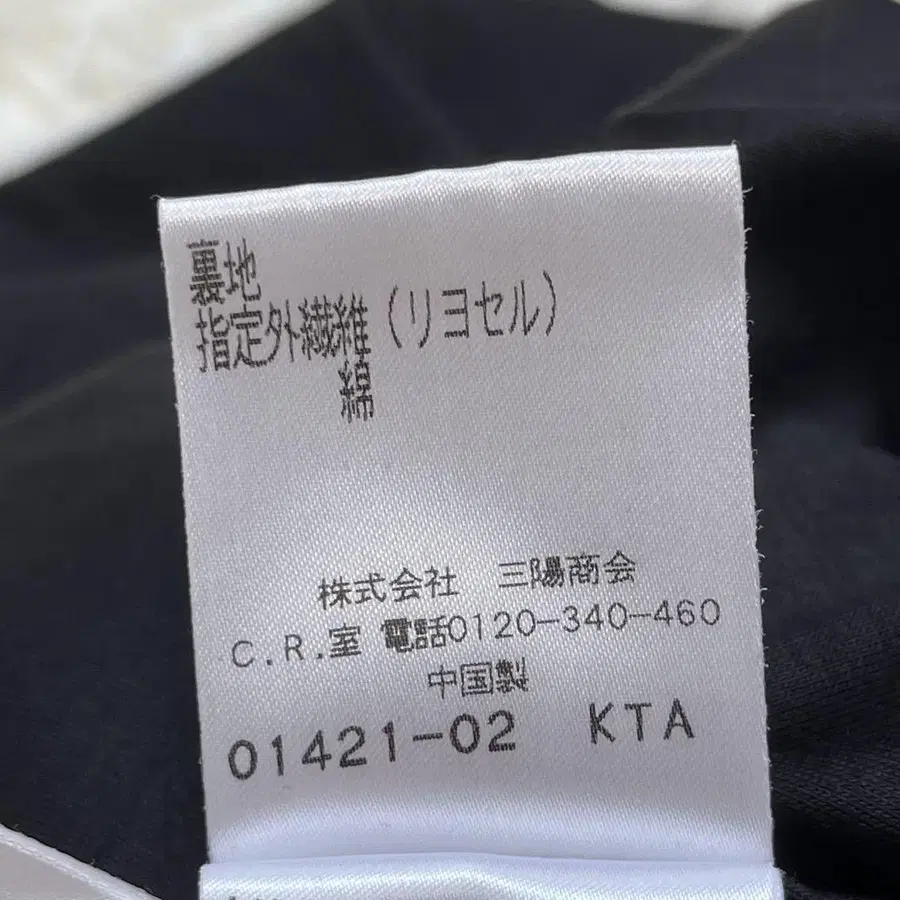 裏地
指定外繊維（リヨセル）
綿
株式会社 三陽商会
C.R.室 電話0120-340-460
中国製
01421-02 KTA